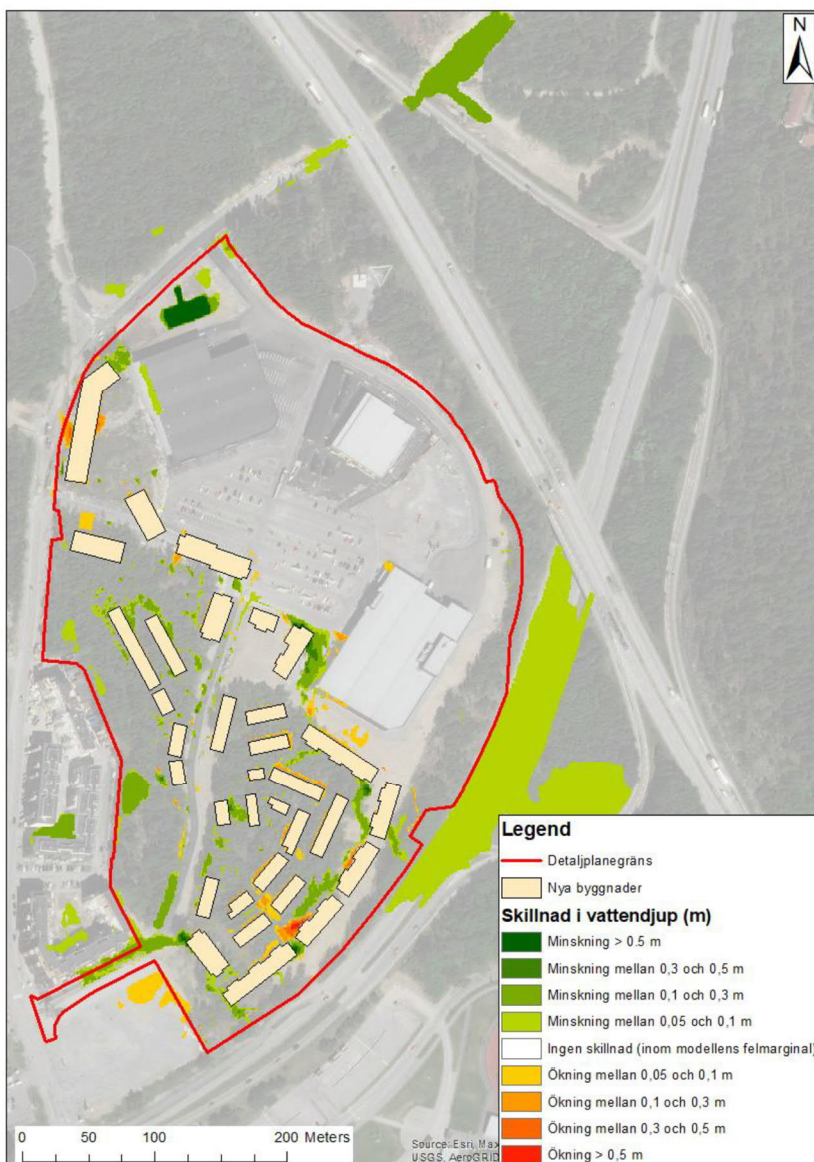 N
Legend
Detaljplanegräns
Nya byggnader
Skillnad i vattendjup (m)
Minskning > 0.5 m
Minskning mellan 0,3 och 0,5 m
Minskning mellan 0,1 och 0,3 m
Minskning mellan 0,05 och 0,1 m
Ingen skillnad (inom modellens felmarginal)
Ökning mellan 0,05 och 0,1 m
Ökning mellan 0,1 och 0,3 m
Ökning mellan 0,3 och 0,5 m
Ökning > 0,5 m
0 50 100 200 Meters
Source: Esri, Max
USGS, AeroGRID